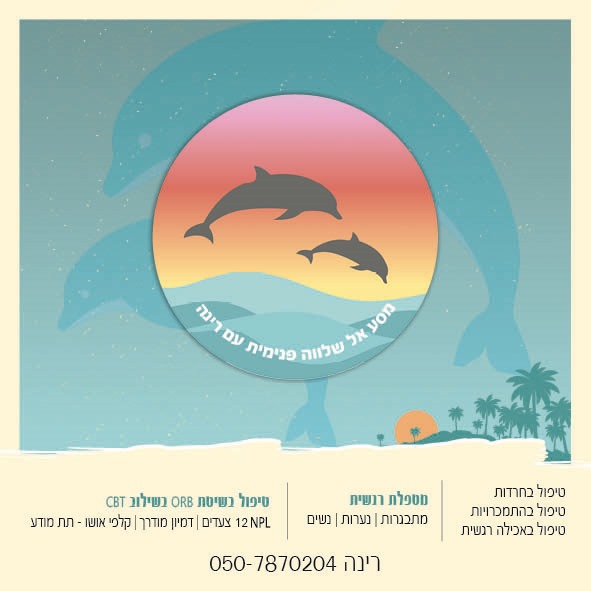 מסע אל שלווה פנימית עם רינה
טיפול בחרדות
טיפול בהתמכרויות
טיפול באכילה רגשית
מטפלת רגשית
מתבגרות | נערות | נשים
טיפול בשיטת ORB בשילוב CBT
NPL 12 צעדים | דמיון מודרך | קלפי אושו - תת מודע
רינה 050-7870204